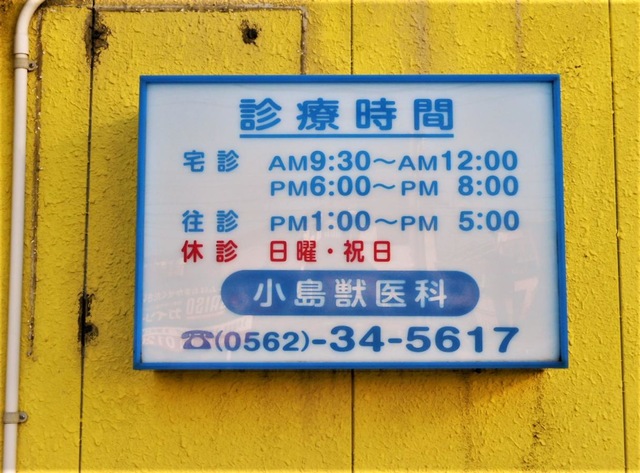 診療時間
宅診 AM9:30～AM12:00
PM6:00～PM 8:00
往診 PM1:00～PM 5:00
休診 日曜・祝日
小島獣医科
☎(0562)-34-5617